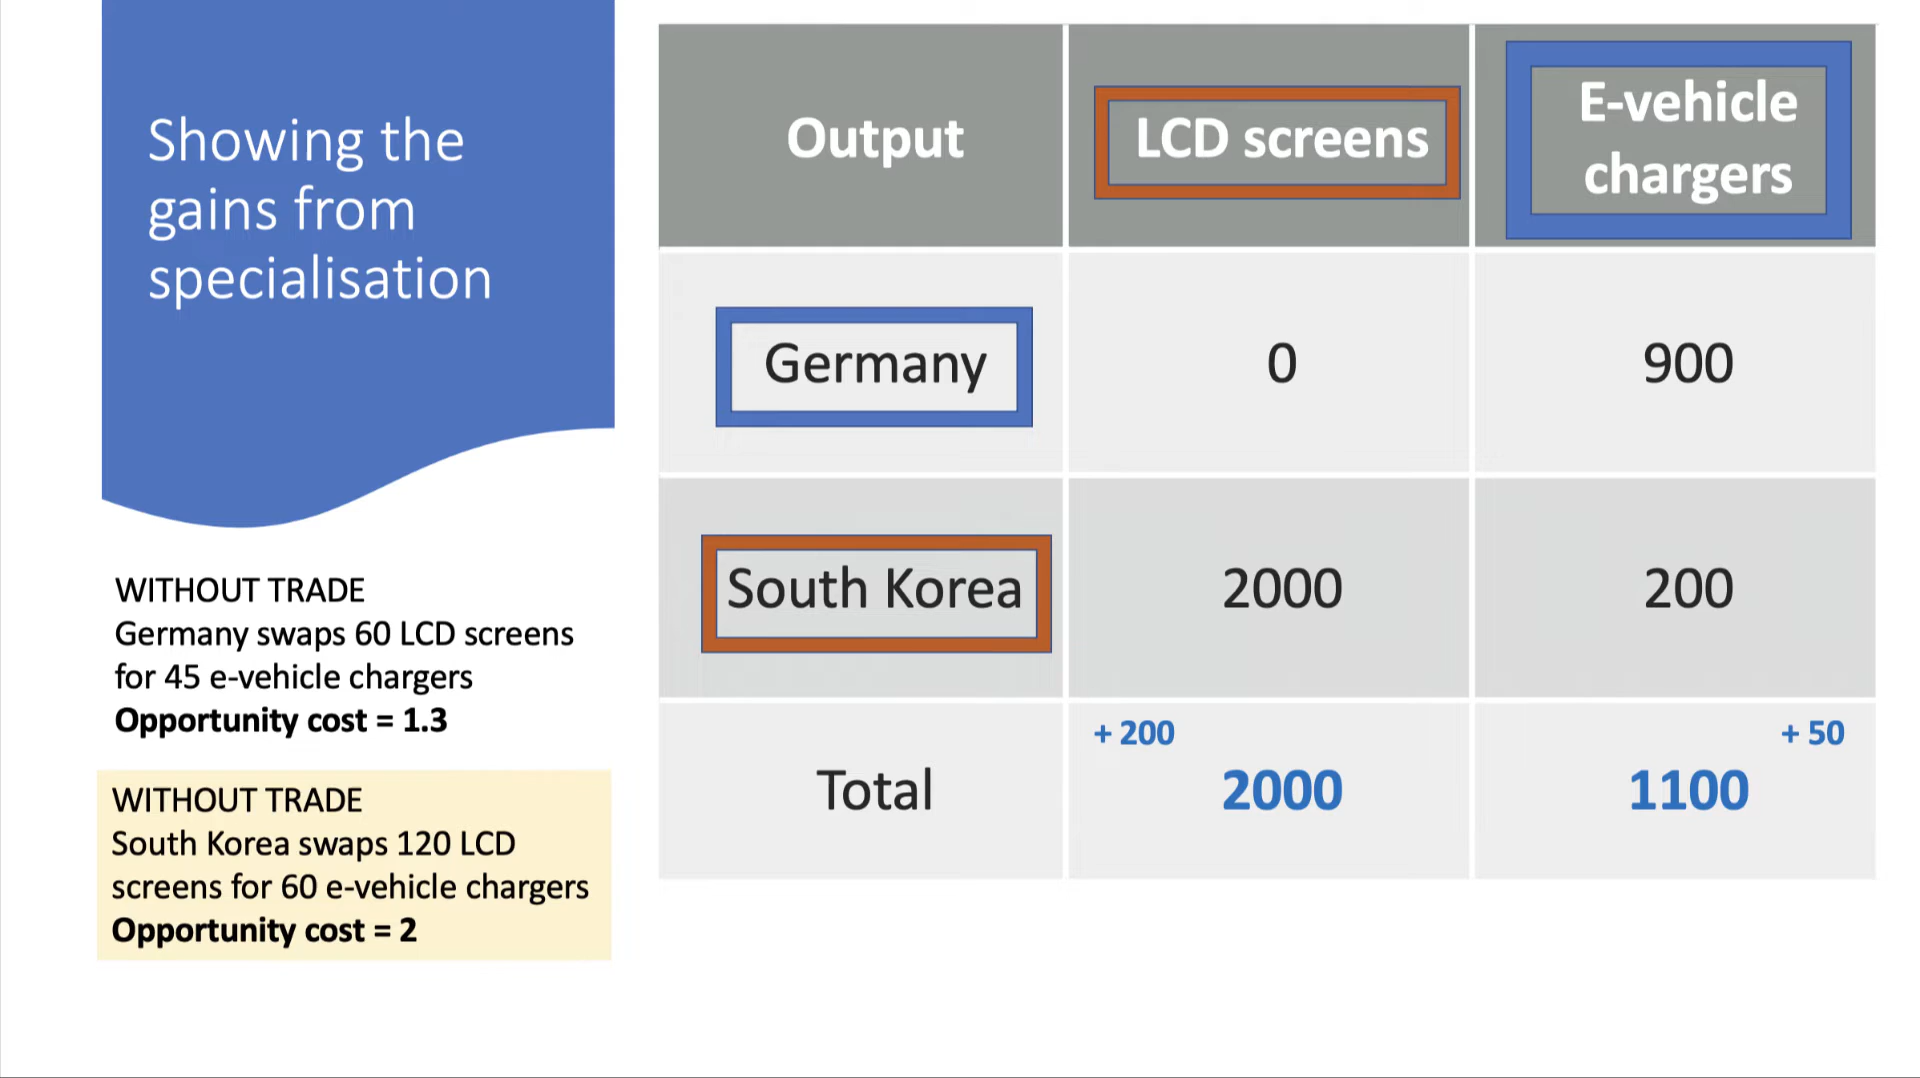 Showing the
gains from
specialisation
WITHOUT TRADE
Germany swaps 60 LCD screens
for 45 e-vehicle chargers
Opportunity cost = 1.3
WITHOUT TRADE
South Korea swaps 120 LCD
screens for 60 e-vehicle chargers
Opportunity cost = 2
Output LCD screens E-vehicle
chargers
Germany 0 900
South Korea 2000 200
+ 200 + 50
Total 2000 1100